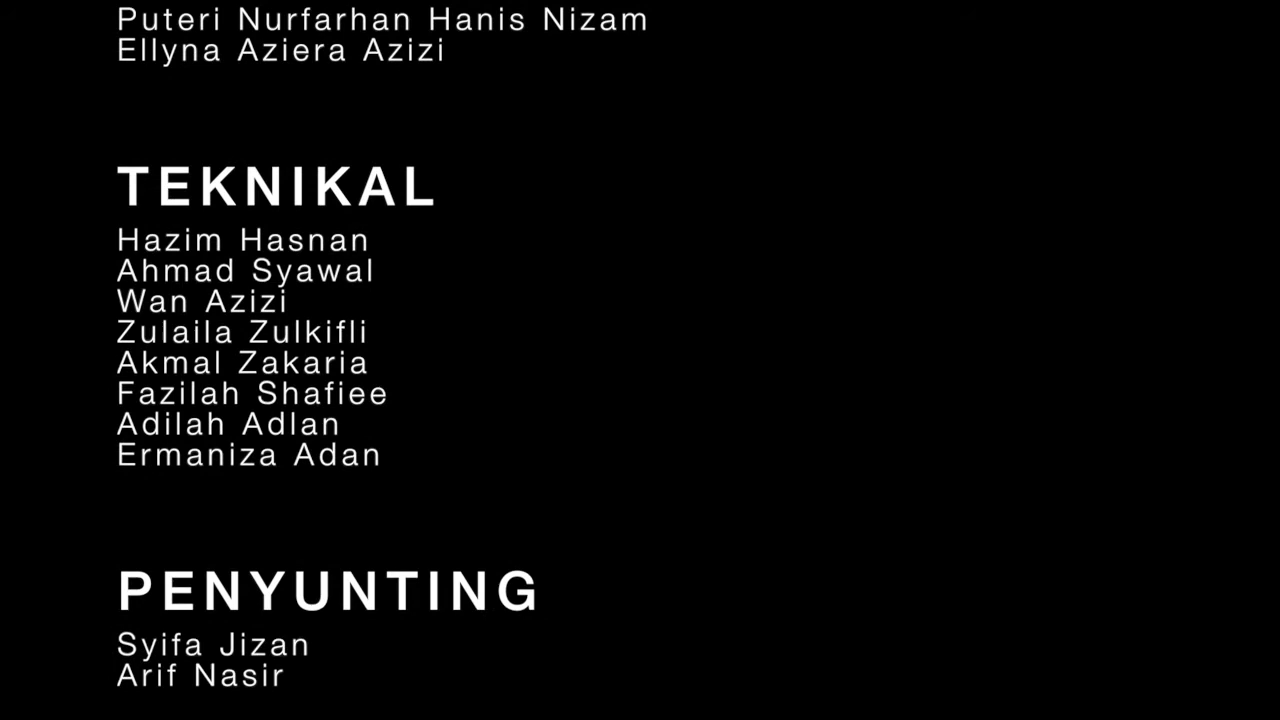 Puteri Nurfarhan Hanis Nizam
Ellyna Aziera Azizi
TEKNIKAL
Hazim Hasnan
Ahmad Syawal
Wan Azizi
Zulaila Zulkifli
Akmal Zakaria
Fazilah Shafiee
Adilah Adlan
Ermaniza Adan
PENYUNTING
Syifa Jizan
Arif Nasir